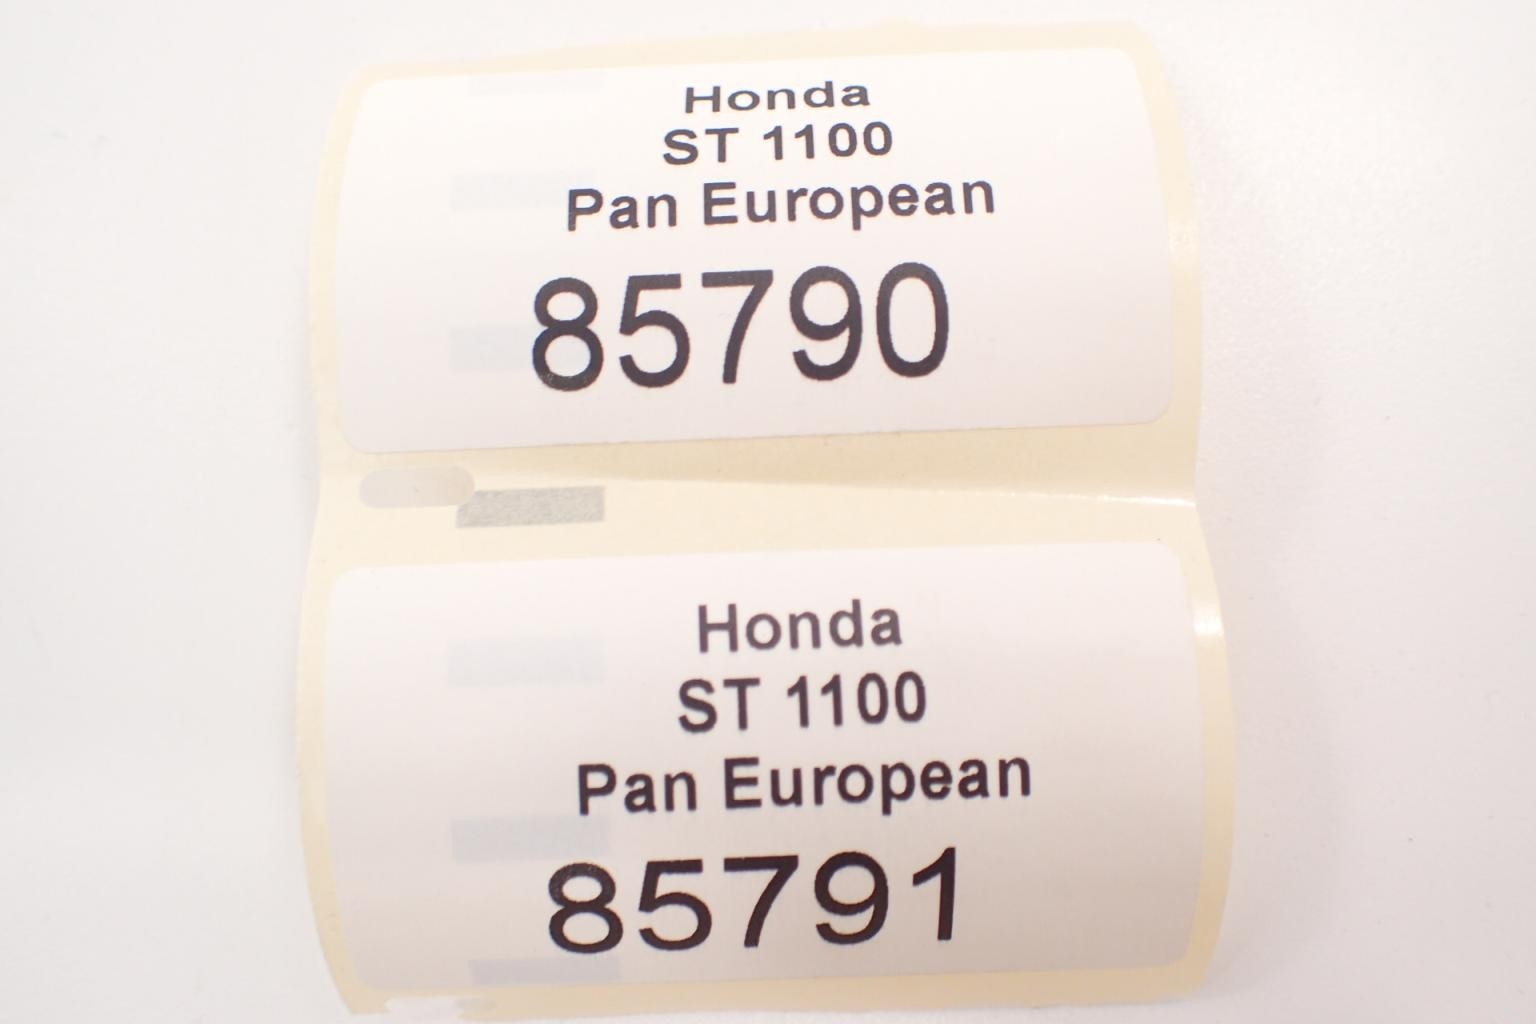 Honda
ST 1100
Pan European
85790
Honda
ST 1100
Pan European
85791